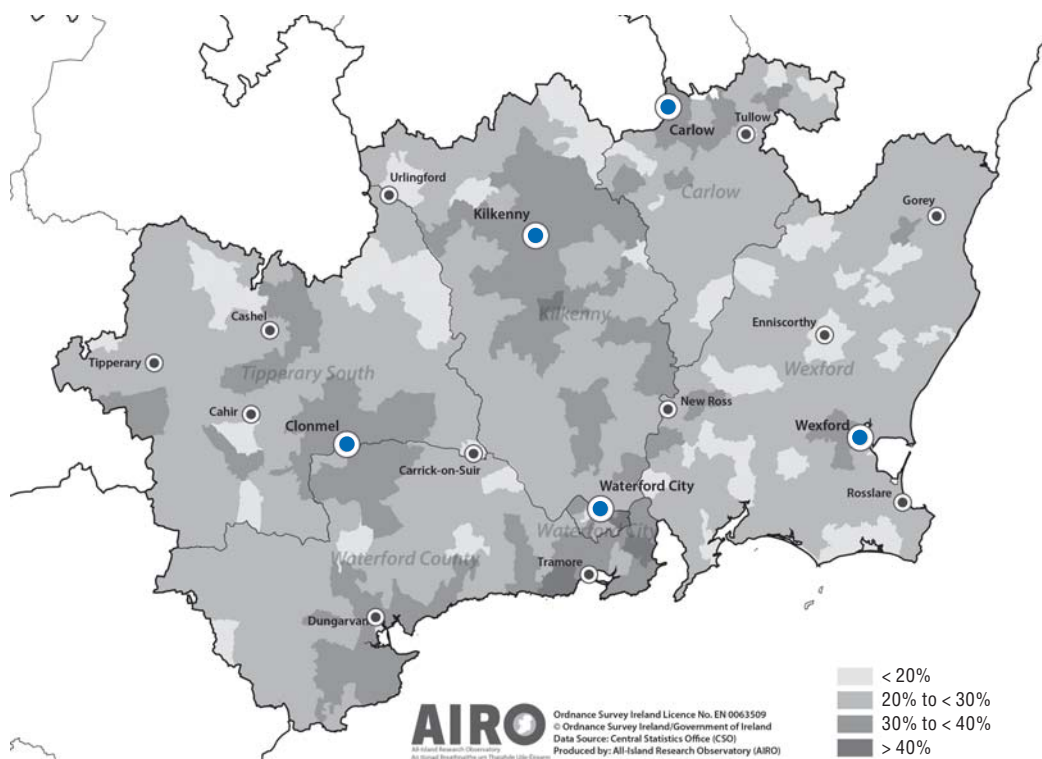 Carlow
Tullow
Urlingford
Carlow
Kilkenny
Gorey
Cashel
Kilkenny
Enniscorthy
Tipperary
Tipperary South
Wexford
Cahir
New Ross
Clonmel
Wexford
Carrick-on-Suir
Waterford City
Rosslare
Waterford City
Waterford County
Tramore
Dungarvan
< 20%
20% to < 30%
30% to < 40%
> 40%
AIRO
All-Island Research Observatory
Ordnance Survey Ireland Licence No. EN 0063509
© Ordnance Survey Ireland/Government of Ireland
Data Source: Central Statistics Office (CSO)
Produced by: All-Island Research Observatory (AIRO)